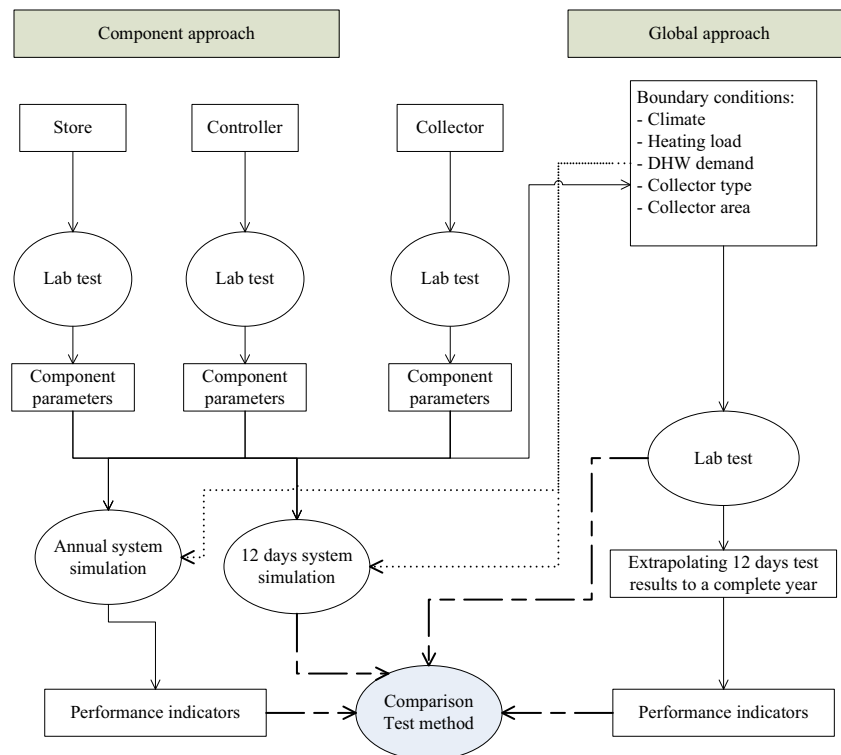 Component approach
Global approach
Store
Controller
Collector
Boundary conditions:
- Climate
- Heating load
- DHW demand
- Collector type
- Collector area
Lab test
Lab test
Lab test
Component
parameters
Component
parameters
Component
parameters
Lab test
Annual system
simulation
12 days system
simulation
Extrapolating 12 days test
results to a complete year
Performance indicators
Comparison
Test method
Performance indicators